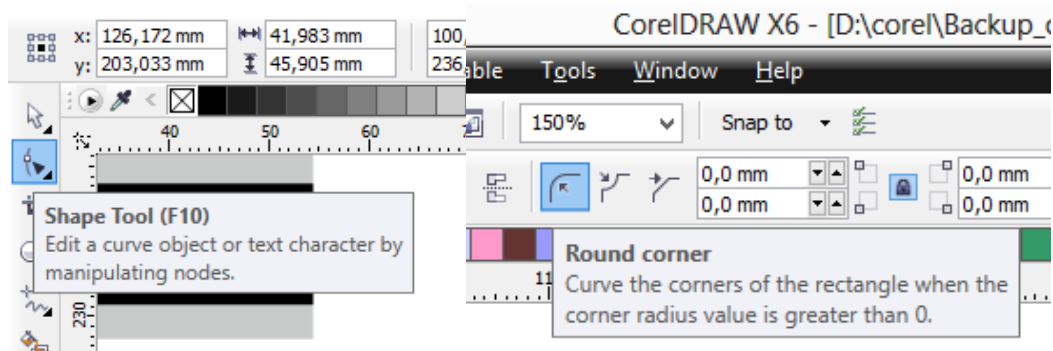 x: 126,172 mm 41,983 mm 100,
y: 203,033 mm 45,905 mm 236,
40 50 60
Shape Tool (F10)
Edit a curve object or text character by
manipulating nodes.
230
CorelDRAW X6 - [D:\corel\Backup_
able Tools Window Help
150% Snap to
0,0 mm 0,0 mm
0,0 mm 0,0 mm
Round corner
11
Curve the corners of the rectangle when the
corner radius value is greater than 0.